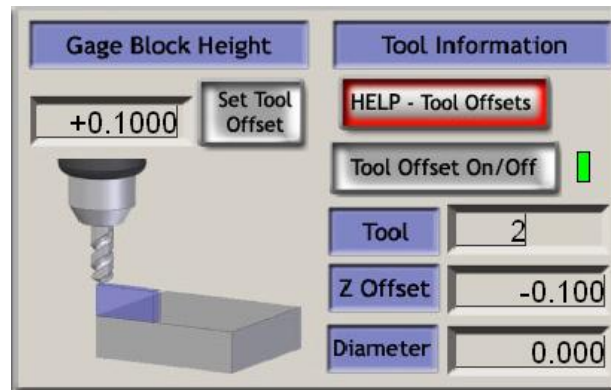 Gage Block Height
+0.1000
Set Tool
Offset
Tool Information
HELP - Tool Offsets
Tool Offset On/Off
Tool
2
Z Offset
-0.100
Diameter
0.000